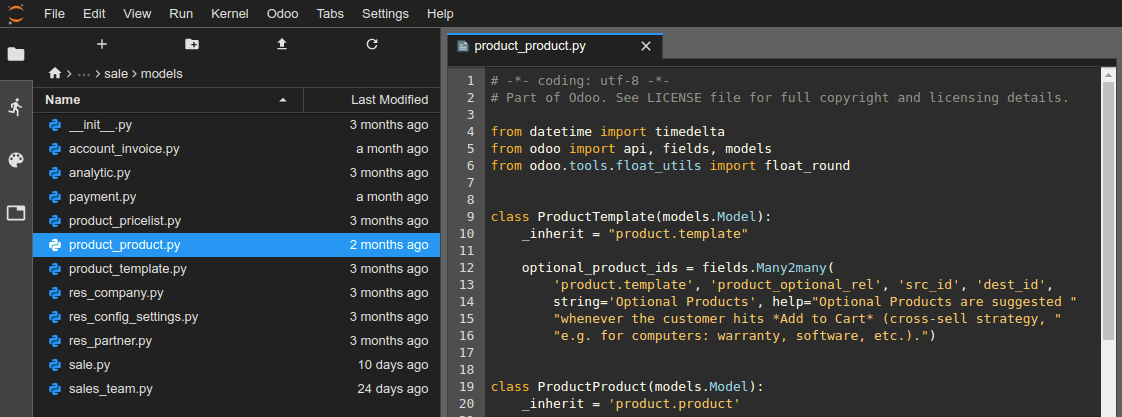 File Edit View Run Kernel Odoo Tabs Settings Help
> ··· > sale > models
Name Last Modified
__init__.py 3 months ago
account_invoice.py a month ago
analytic.py 3 months ago
payment.py a month ago
product_pricelist.py 3 months ago
product_product.py 2 months ago
product_template.py 3 months ago
res_company.py 3 months ago
res_config_settings.py 3 months ago
res_partner.py 3 months ago
sale.py 10 days ago
sales_team.py 24 days ago
product_product.py
1 # -*- coding: utf-8 -*-
2 # Part of Odoo. See LICENSE file for full copyright and licensing details.
3
4 from datetime import timedelta
5 from odoo import api, fields, models
6 from odoo.tools.float_utils import float_round
7
8
9 class ProductTemplate(models.Model):
10     _inherit = "product.template"
11
12     optional_product_ids = fields.Many2many(
13         'product.template', 'product_optional_rel', 'src_id', 'dest_id',
14         string='Optional Products', help="Optional Products are suggested "
15         "whenever the customer hits *Add to Cart* (cross-sell strategy, "
16         "e.g. for computers: warranty, software, etc.).")
17
18
19 class ProductProduct(models.Model):
20     _inherit = 'product.product'